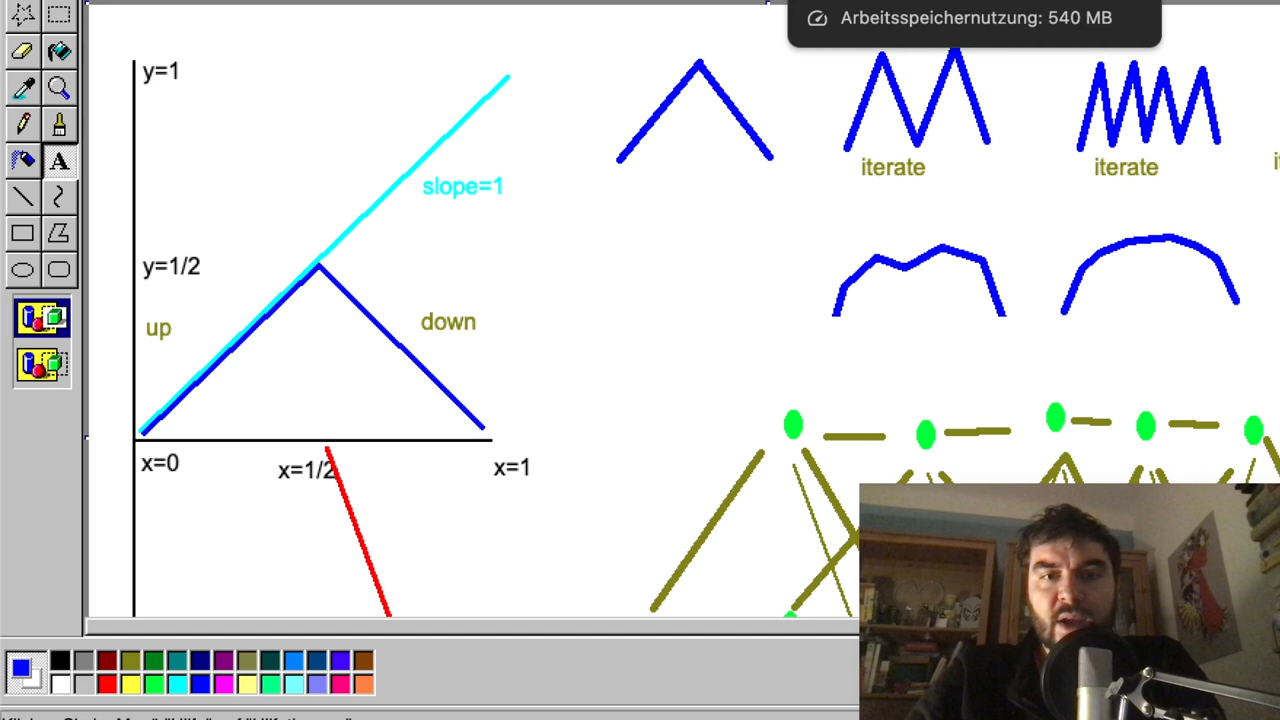 Arbeitsspeichernutzung: 540 MB
y=1
slope=1
iterate
iterate
y=1/2
up
down
x=0
x=1/2
x=1
A